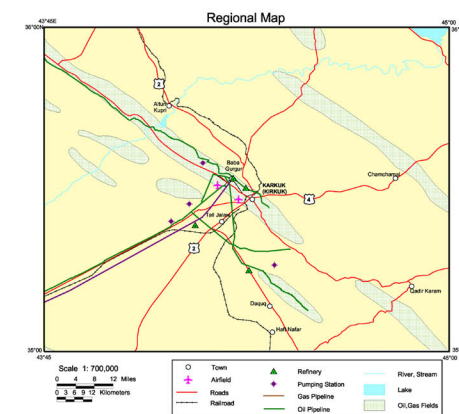 Regional Map
43°45E
45°00
36°00N
36°
2
Altun
Kupri
Baba
Gurgur
KARKUK
(KIRKUK)
Chamchamal
4
Tall Jalam
2
Qadir Karam
Daquq
Hafi Nafar
35°00
35
43°45
45°00
Scale 1: 700,000
0 4 8 12 Miles
0 3 6 9 12 Kilometers
Town
Airfield
Roads
Railroad
Refinery
Pumping Station
Gas Pipeline
Oil Pipeline
River, Stream
Lake
Oil,Gas Fields